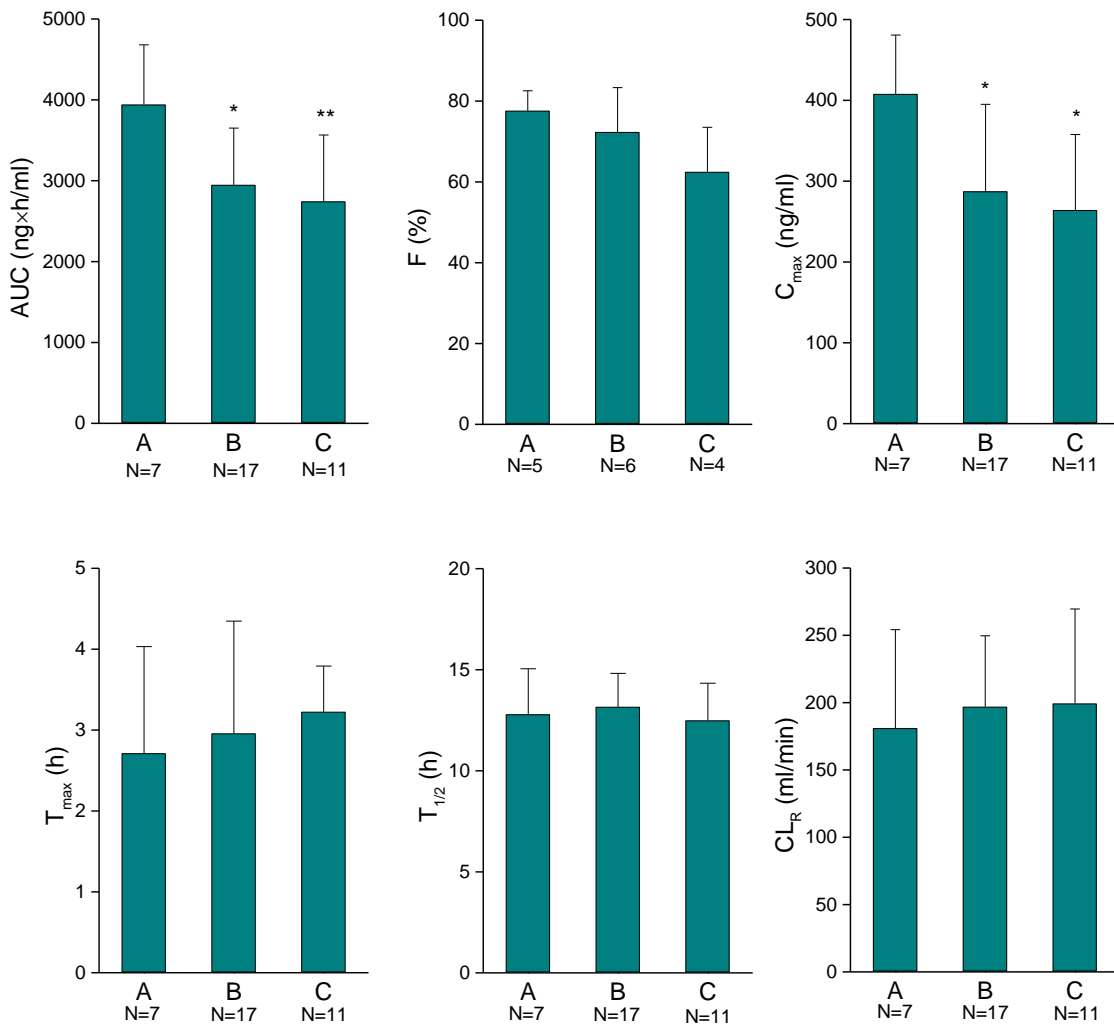 AUC (ng×h/ml)
5000
4000
3000
2000
1000
0
*
**
A
B
C
N=7
N=17
N=11
F (%)
100
80
60
40
20
0
A
B
C
N=5
N=6
N=4
Cmax (ng/ml)
500
400
300
200
100
0
*
*
A
B
C
N=7
N=17
N=11
Tmax (h)
5
4
3
2
1
0
A
B
C
N=7
N=17
N=11
T1/2 (h)
20
15
10
5
0
A
B
C
N=7
N=17
N=11
CLR (ml/min)
300
250
200
150
100
50
0
A
B
C
N=7
N=17
N=11